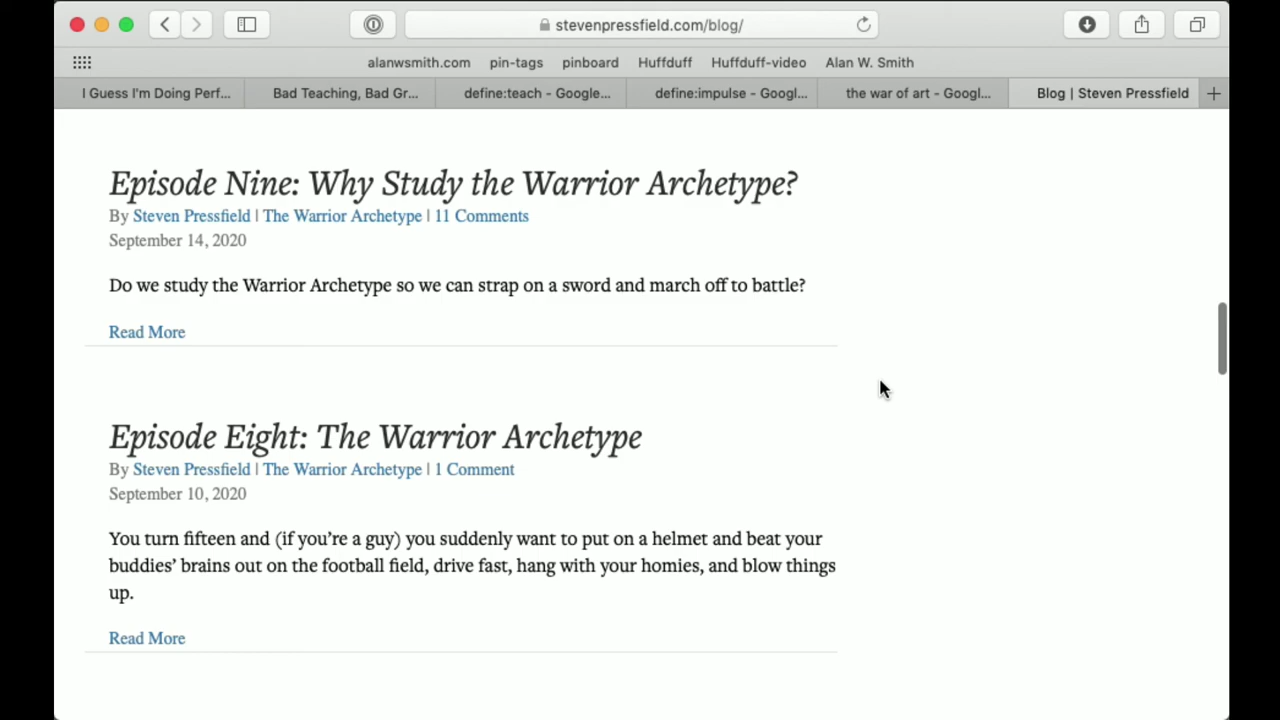 stevenpressfield.com/blog/
alanwsmith.com pin-tags pinboard Huffduff Huffduff-video Alan W. Smith
I Guess I'm Doing Perf... Bad Teaching, Bad Gr... define:teach - Google... define:impulse - Googl... the war of art - Googl... Blog | Steven Pressfield
Episode Nine: Why Study the Warrior Archetype?
By Steven Pressfield | The Warrior Archetype | 11 Comments
September 14, 2020
Do we study the Warrior Archetype so we can strap on a sword and march off to battle?
Read More
Episode Eight: The Warrior Archetype
By Steven Pressfield | The Warrior Archetype | 1 Comment
September 10, 2020
You turn fifteen and (if you’re a guy) you suddenly want to put on a helmet and beat your
buddies’ brains out on the football field, drive fast, hang with your homies, and blow things
up.
Read More